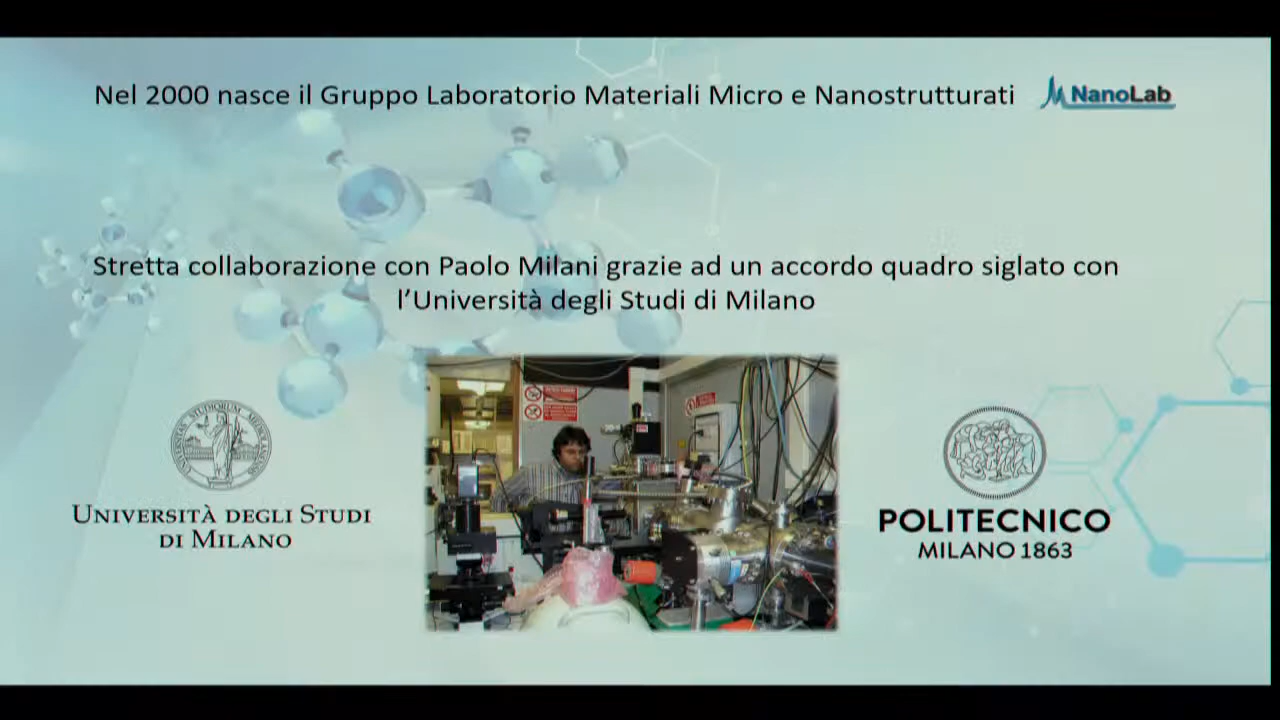 Nel 2000 nasce il Gruppo Laboratorio Materiali Micro e Nanostrutturati
NanoLab
Stretta collaborazione con Paolo Milani grazie ad un accordo quadro siglato con
l'Università degli Studi di Milano
UNIVERSITÀ DEGLI STUDI
DI MILANO
POLITECNICO
MILANO 1863